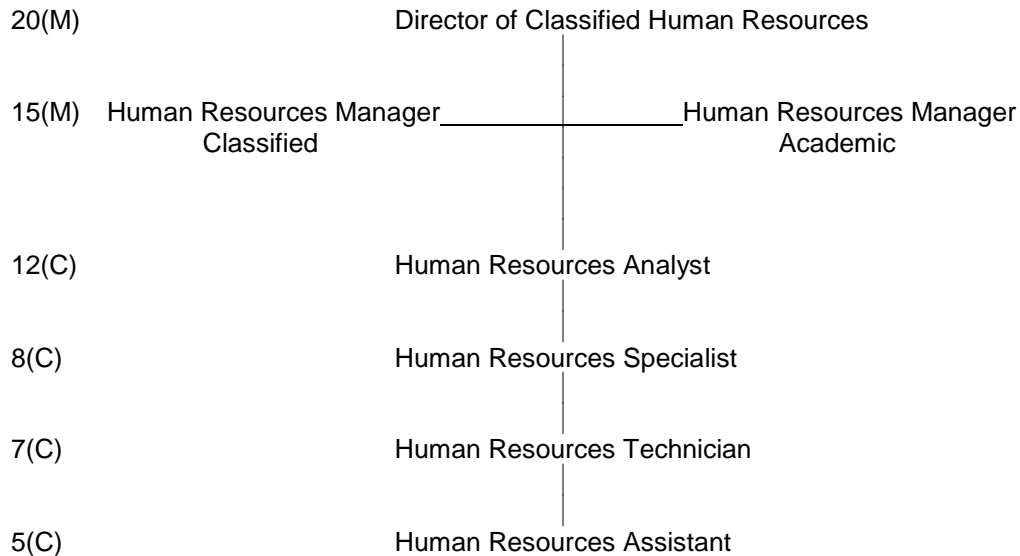 20(M) Director of Classified Human Resources
15(M) Human Resources Manager Human Resources Manager
Classified Academic
12(C) Human Resources Analyst
8(C) Human Resources Specialist
7(C) Human Resources Technician
5(C) Human Resources Assistant